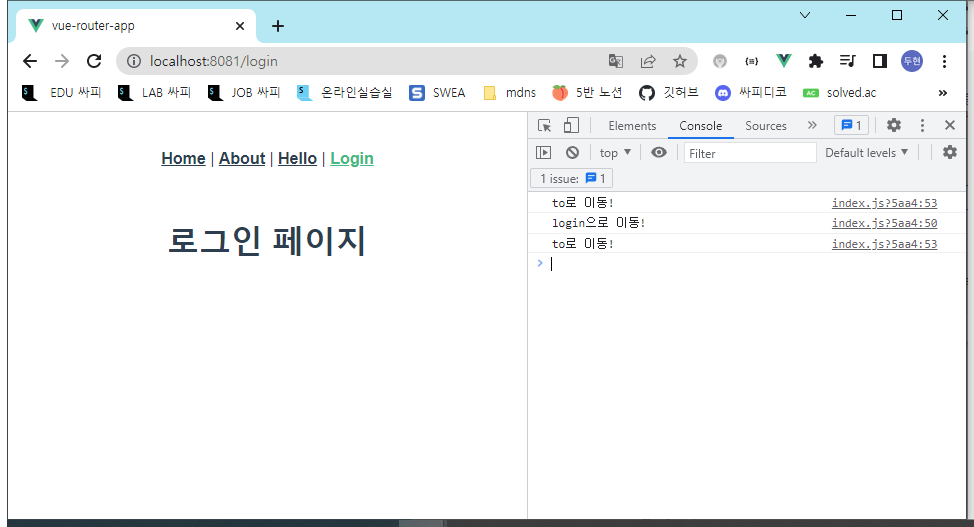 vue-router-app
localhost:8081/login
두현
EDU 싸피 LAB 싸피 JOB 싸피 온라인실습실 SWEA mdns 5반 노션 깃허브 싸피디코 solved.ac »
Home | About | Hello | Login
로그인 페이지
Elements Console Sources » 1
top ▼ Filter Default levels ▼
1 issue: 1
to로 이동! index.js?5aa4:53
login으로 이동! index.js?5aa4:50
to로 이동! index.js?5aa4:53
>